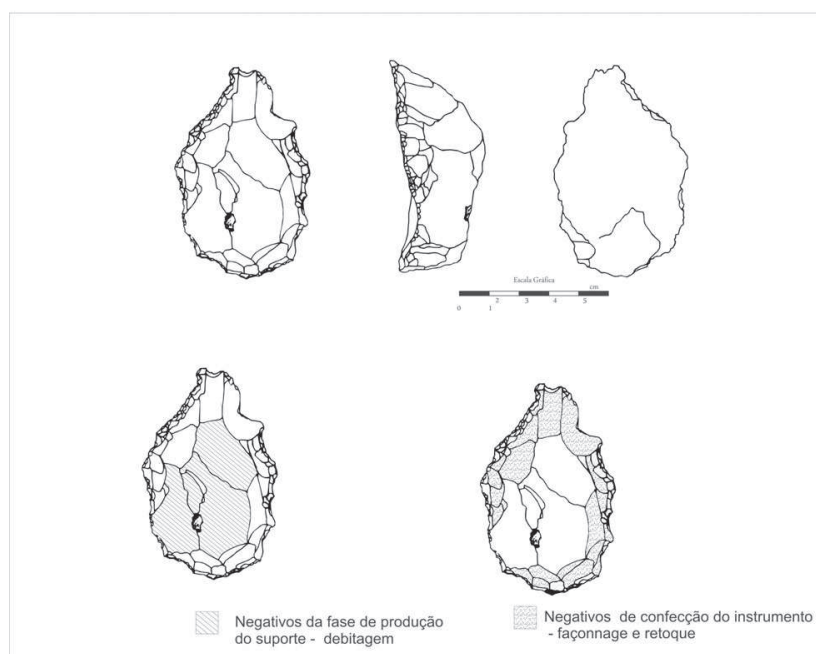 Escala Gráfica
cm
2 3 4 5
0 1
Negativos da fase de produção
do suporte - debitagem
Negativos de confecção do instrumento
- façonnage e retoque